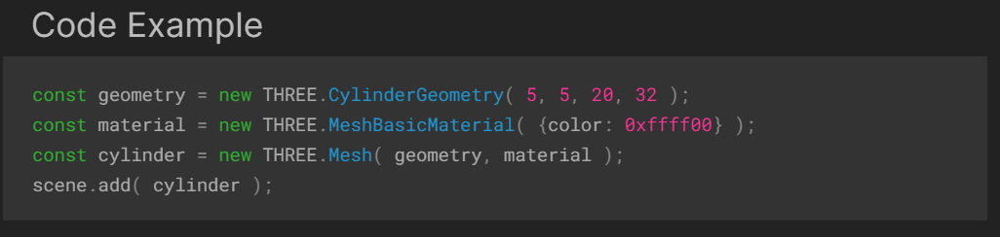 Code Example
const geometry = new THREE.CylinderGeometry( 5, 5, 20, 32 );
const material = new THREE.MeshBasicMaterial( {color: 0xffff00} );
const cylinder = new THREE.Mesh( geometry, material );
scene.add( cylinder );